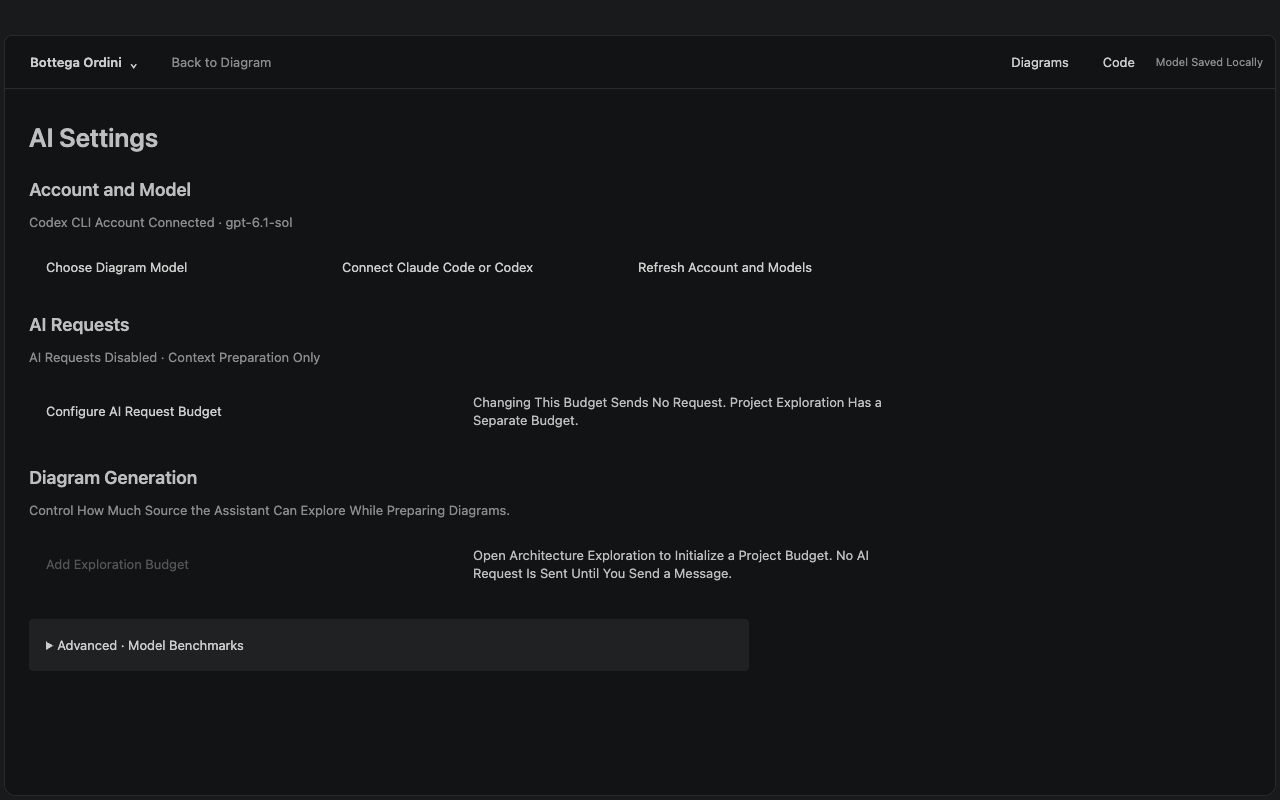 Bottega Ordini
Back to Diagram
Diagrams
Code
Model Saved Locally
AI Settings
Account and Model
Codex CLI Account Connected · gpt-6.1-sol
Choose Diagram Model
Connect Claude Code or Codex
Refresh Account and Models
AI Requests
AI Requests Disabled · Context Preparation Only
Configure AI Request Budget
Changing This Budget Sends No Request. Project Exploration Has a
Separate Budget.
Diagram Generation
Control How Much Source the Assistant Can Explore While Preparing Diagrams.
Add Exploration Budget
Open Architecture Exploration to Initialize a Project Budget. No AI
Request Is Sent Until You Send a Message.
Advanced · Model Benchmarks